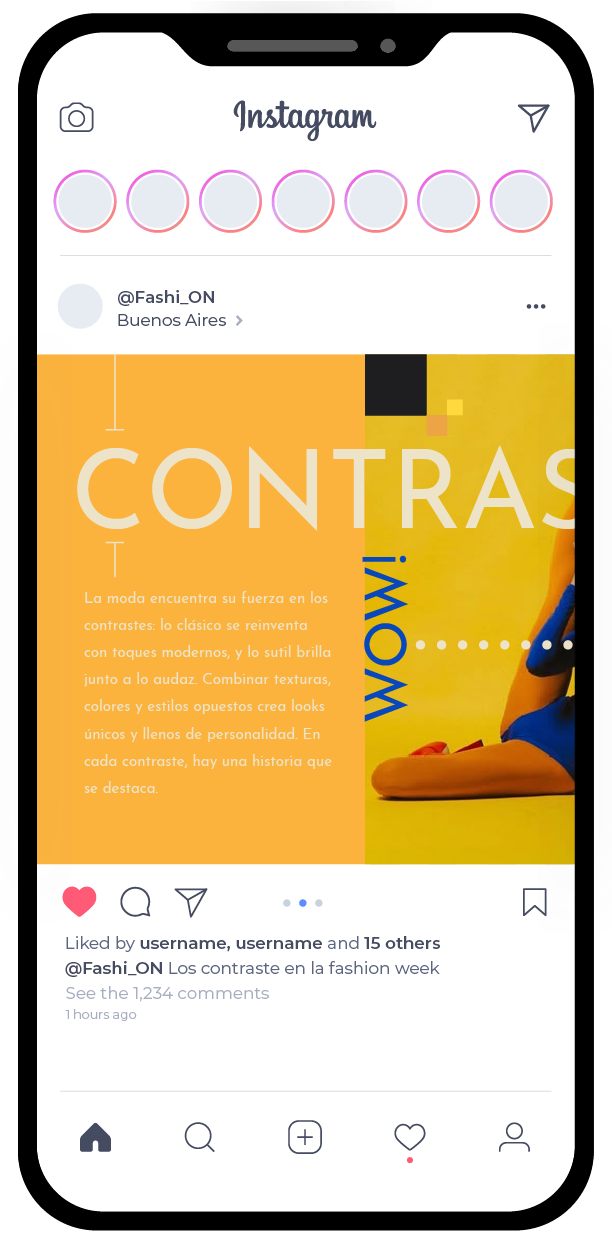 Instagram
@Fashi_ON
Buenos Aires
CONTRAS
WOW!
La moda encuentra su fuerza en los
contrastes: lo clásico se reinventa
con toques modernos, y lo sutil brilla
junto a lo audaz. Combinar texturas,
colores y estilos opuestos crea looks
únicos y llenos de personalidad. En
cada contraste, hay una historia que
se destaca.
Liked by username, username and 15 others
@Fashi_ON Los contraste en la fashion week
See the 1,234 comments
1 hours ago